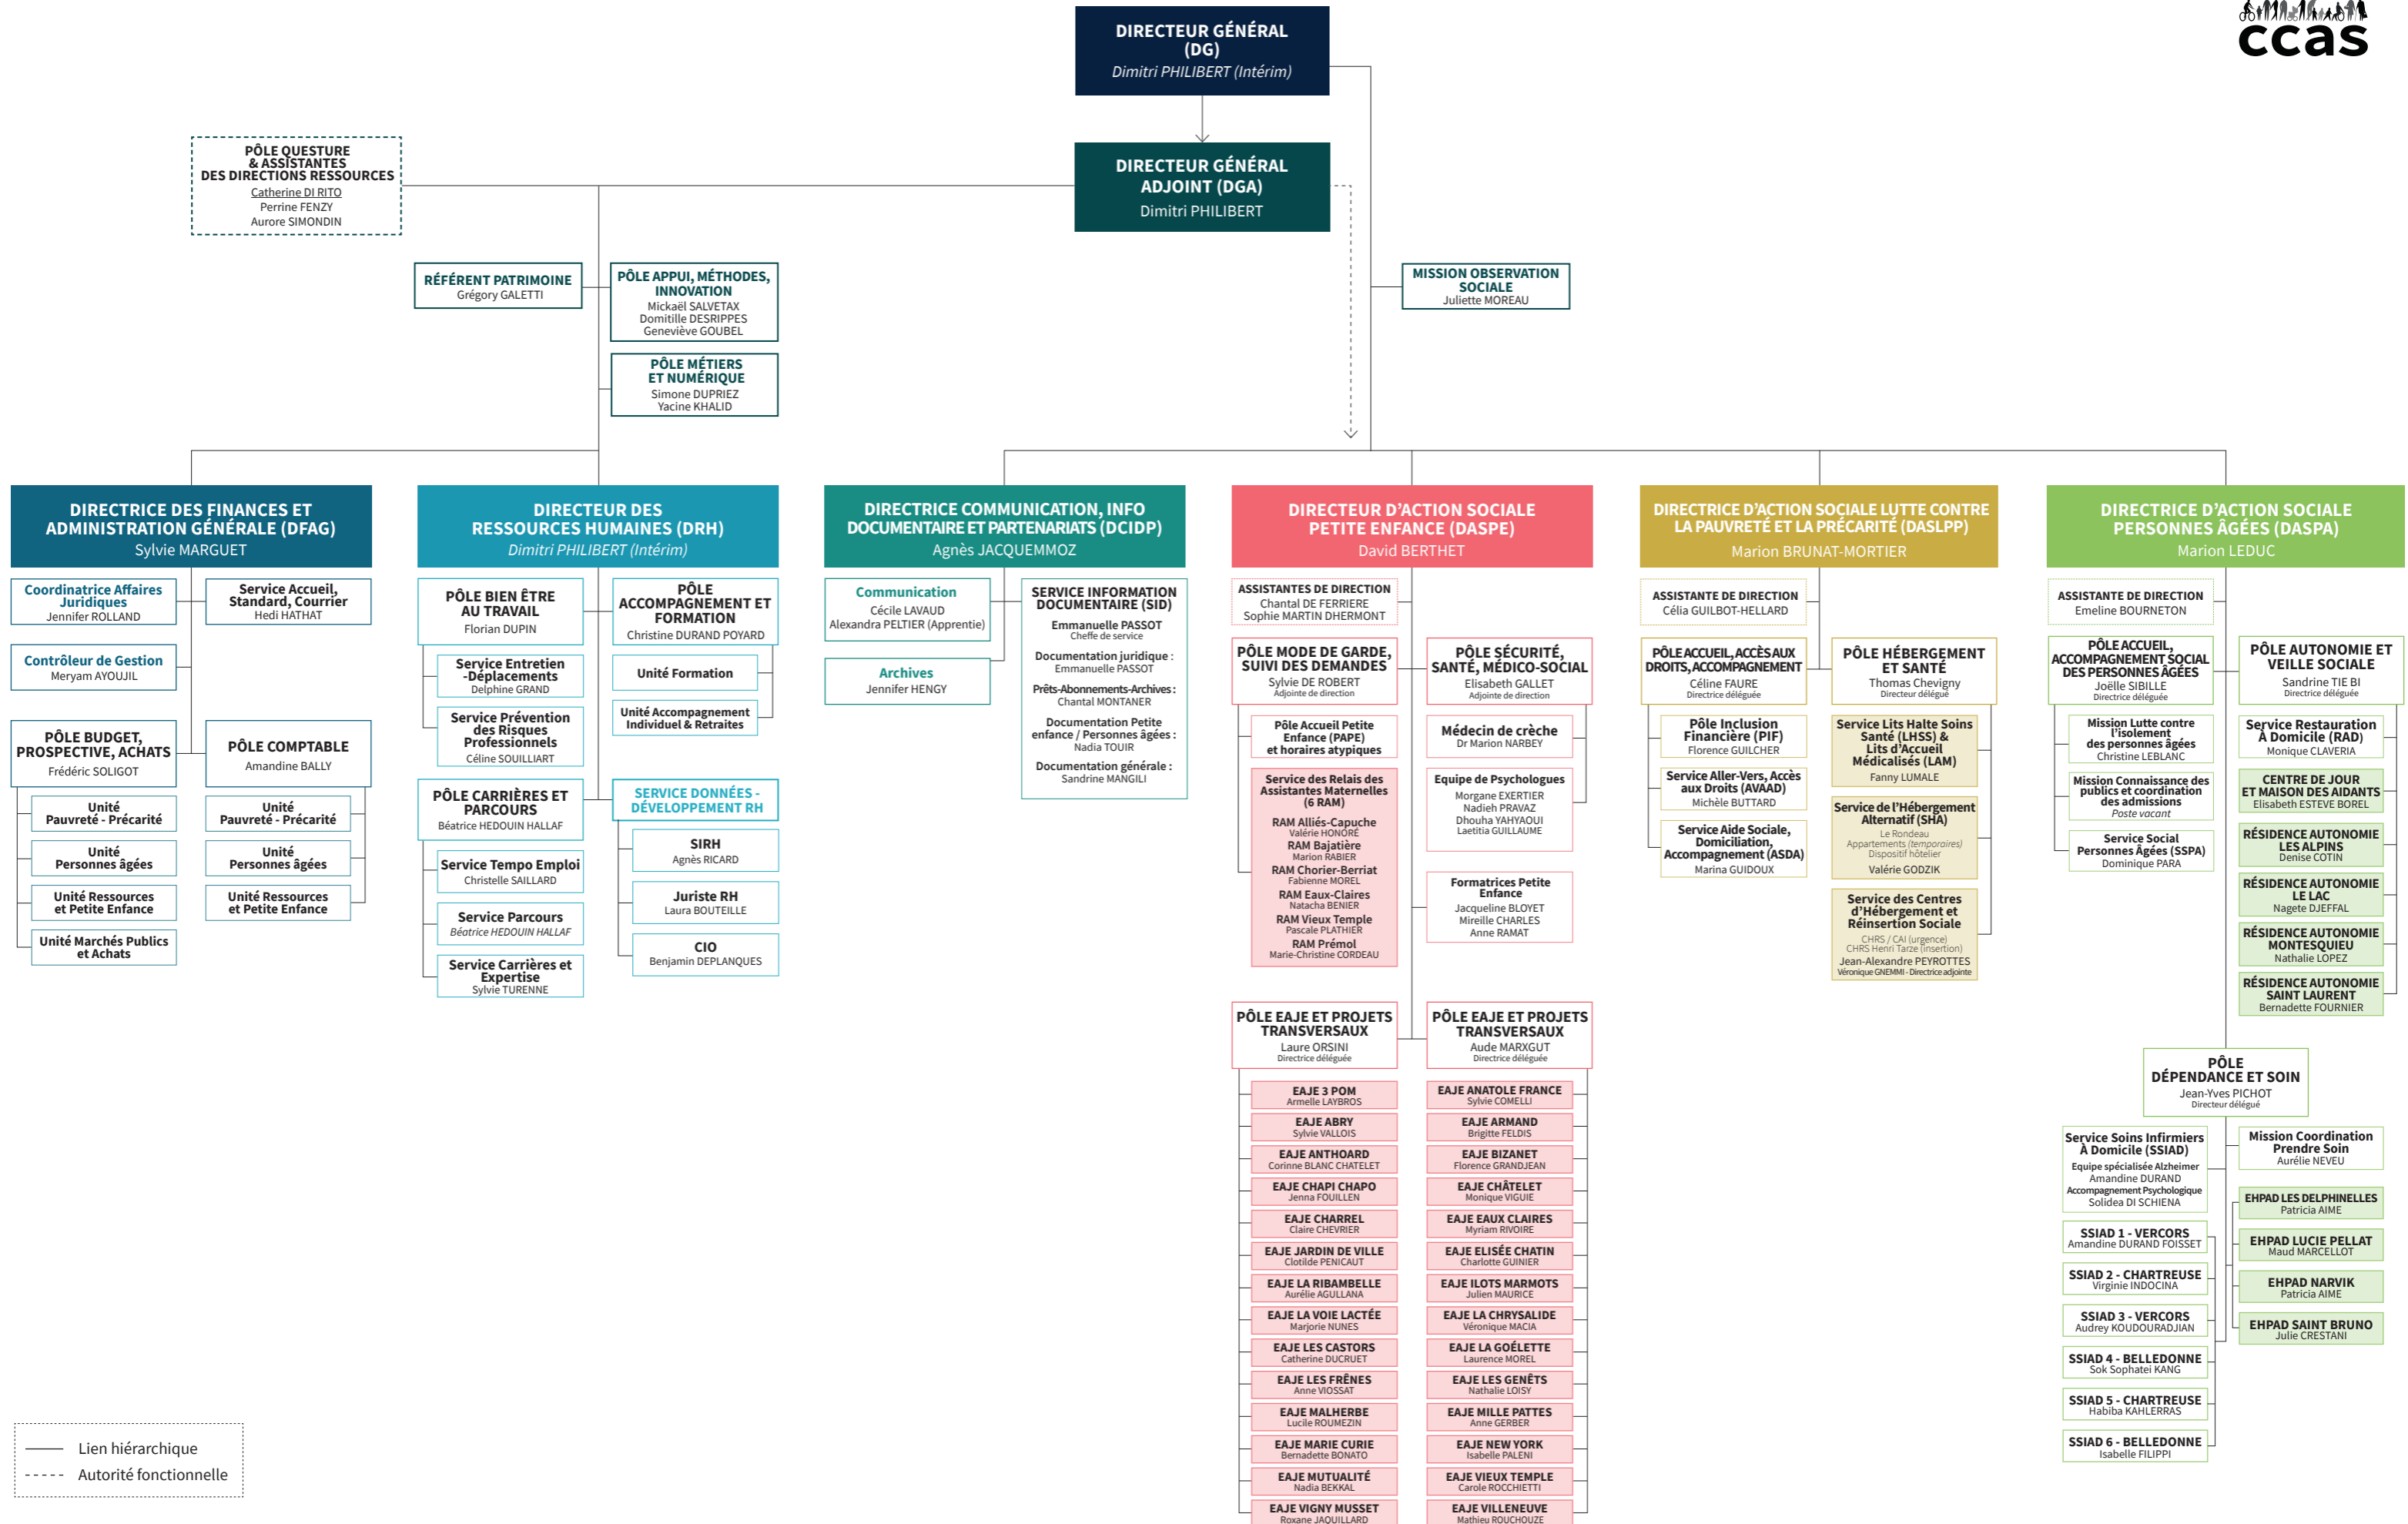 ccas
DIRECTEUR GÉNÉRAL
(DG)
Dimitri PHILIBERT (Intérim)
PÔLE QUESTURE
& ASSISTANTES
DES DIRECTIONS RESSOURCES
Catherine DI RITO
Perrine FENZY
Aurore SIMONDIN
DIRECTEUR GÉNÉRAL
ADJOINT (DGA)
Dimitri PHILIBERT
RÉFÉRENT PATRIMOINE
Grégory GALETTI
PÔLE APPUI, MÉTHODES,
INNOVATION
Mickaël SALVETAX
Domitille DESRIPPES
Geneviève GOUBEL
MISSION OBSERVATION
SOCIALE
Juliette MOREAU
PÔLE MÉTIERS
ET NUMÉRIQUE
Simone DUPRIEZ
Yacine KHALID
DIRECTRICE DES FINANCES ET
ADMINISTRATION GÉNÉRALE (DFAG)
Sylvie MARGUET
Coordinatrice Affaires
Juridiques
Jennifer ROLLAND
Service Accueil,
Standard, Courrier
Hedi HATHAT
Contrôleur de Gestion
Meryam AYOUJIL
PÔLE BUDGET,
PROSPECTIVE, ACHATS
Frédéric SOLIGOT
Unité
Pauvreté - Précarité
Unité
Personnes âgées
Unité Ressources
et Petite Enfance
Unité Marchés Publics
et Achats
PÔLE COMPTABLE
Amandine BALLY
Unité
Pauvreté - Précarité
Unité
Personnes âgées
Unité Ressources
et Petite Enfance
DIRECTEUR DES
RESSOURCES HUMAINES (DRH)
Dimitri PHILIBERT (Intérim)
PÔLE BIEN ÊTRE
AU TRAVAIL
Florian DUPIN
Service Entretien
-Déplacements
Delphine GRAND
Service Prévention
des Risques
Professionnels
Céline SOUILLIART
PÔLE
ACCOMPAGNEMENT ET
FORMATION
Christine DURAND POYARD
Unité Formation
Unité Accompagnement
Individuel & Retraites
PÔLE CARRIÈRES ET
PARCOURS
Béatrice HEDOUIN HALLAF
Service Tempo Emploi
Christelle SAILLARD
Service Parcours
Béatrice HEDOUIN HALLAF
Service Carrières et
Expertise
Sylvie TURENNE
SERVICE DONNÉES -
DÉVELOPPEMENT RH
SIRH
Agnès RICARD
Juriste RH
Laura BOUTEILLE
CIO
Benjamin DEPLANQUES
DIRECTRICE COMMUNICATION, INFO
DOCUMENTAIRE ET PARTENARIATS (DCIDP)
Agnès JACQUEMMOZ
Communication
Cécile LAVAUD
Alexandra PELTIER (Apprentie)
Archives
Jennifer HENGY
SERVICE INFORMATION
DOCUMENTAIRE (SID)
Emmanuelle PASSOT
Cheffe de service
Documentation juridique :
Emmanuelle PASSOT
Prêts-Abonnements-Archives :
Chantal MONTANER
Documentation Petite
enfance / Personnes âgées :
Nadia TOUIR
Documentation générale :
Sandrine MANGILI
DIRECTEUR D'ACTION SOCIALE
PETITE ENFANCE (DASPE)
David BERTHET
ASSISTANTES DE DIRECTION
Chantal DE FERRIERE
Sophie MARTIN DHERMONT
PÔLE MODE DE GARDE,
SUIVI DES DEMANDES
Sylvie DE ROBERT
Adjointe de direction
Pôle Accueil Petite
Enfance (PAPE)
et horaires atypiques
Service des Relais des
Assistantes Maternelles
(6 RAM)
RAM Alliés-Capuche
Valérie HONORÉ
RAM Bajatière
Marion RABIER
RAM Chorier-Berriat
Fabienne MOREL
RAM Eaux-Claires
Natacha BENIER
RAM Vieux Temple
Pascale PLATHIER
RAM Prémol
Marie-Christine CORDEAU
PÔLE SÉCURITÉ,
SANTÉ, MÉDICO-SOCIAL
Elisabeth GALLET
Adjointe de direction
Médecin de crèche
Dr Marion NARBEY
Equipe de Psychologues
Morgane EXERTIER
Nadieh PRAVAZ
Dhouha YAHYAOUI
Laetitia GUILLAUME
Formatrices Petite
Enfance
Jacqueline BLOYET
Mireille CHARLES
Anne RAMAT
PÔLE EAJE ET PROJETS
TRANSVERSAUX
Laure ORSINI
Directrice déléguée
EAJE 3 POM
Armelle LAYBROS
EAJE ABRY
Sylvie VALLOIS
EAJE ANTHOARD
Corinne BLANC CHATELET
EAJE CHAPI CHAPO
Jenna FOUILLEN
EAJE CHARREL
Claire CHEVRIER
EAJE JARDIN DE VILLE
Clotilde PENICAUT
EAJE LA RIBAMBELLE
Aurélie AGULLANA
EAJE LA VOIE LACTÉE
Marjorie NUNES
EAJE LES CASTORS
Catherine DUCRUET
EAJE LES FRÊNES
Anne VIOSSAT
EAJE MALHERBE
Lucile ROUMEZIN
EAJE MARIE CURIE
Bernadette BONATO
EAJE MUTUALITÉ
Nadia BEKKAL
EAJE VIGNY MUSSET
Roxane JAQUILLARD
PÔLE EAJE ET PROJETS
TRANSVERSAUX
Aude MARXGUT
Directrice déléguée
EAJE ANATOLE FRANCE
Sylvie COMELLI
EAJE ARMAND
Brigitte FELDIS
EAJE BIZANET
Florence GRANDJEAN
EAJE CHÂTELET
Monique VIGUIE
EAJE EAUX CLAIRES
Myriam RIVOIRE
EAJE ELISÉE CHATIN
Charlotte GUINIER
EAJE ILOTS MARMOTS
Julien MAURICE
EAJE LA CHRYSALIDE
Véronique MACIA
EAJE LA GOÉLETTE
Laurence MOREL
EAJE LES GENÊTS
Nathalie LOISY
EAJE MILLE PATTES
Anne GERBER
EAJE NEW YORK
Isabelle PALENI
EAJE VIEUX TEMPLE
Carole ROCCHIETTI
EAJE VILLENEUVE
Mathieu ROUCHOUZE
DIRECTRICE D'ACTION SOCIALE LUTTE CONTRE
LA PAUVRETÉ ET LA PRÉCARITÉ (DASLPP)
Marion BRUNAT-MORTIER
ASSISTANTE DE DIRECTION
Célia GUILBOT-HELLARD
PÔLE ACCUEIL, ACCÈS AUX
DROITS, ACCOMPAGNEMENT
Céline FAURE
Directrice déléguée
Pôle Inclusion
Financière (PIF)
Florence GUILCHER
Service Aller-Vers, Accès
aux Droits (AVAAD)
Michèle BUTTARD
Service Aide Sociale,
Domiciliation,
Accompagnement (ASDA)
Marina GUIDOUX
PÔLE HÉBERGEMENT
ET SANTÉ
Thomas Chevigny
Directeur délégué
Service Lits Halte Soins
Santé (LHSS) &
Lits d'Accueil
Médicalisés (LAM)
Fanny LUMALE
Service de l'Hébergement
Alternatif (SHA)
Le Rondeau
Appartements (temporaires)
Dispositif hôtelier
Valérie GODZIK
Service des Centres
d'Hébergement et
Réinsertion Sociale
CHRS / CAI (urgence)
CHRS Henri Tarze (insertion)
Jean-Alexandre PEYROTTES
Véronique GNEMMI - Directrice adjointe
DIRECTRICE D'ACTION SOCIALE
PERSONNES ÂGÉES (DASPA)
Marion LEDUC
ASSISTANTE DE DIRECTION
Emeline BOURNETON
PÔLE ACCUEIL,
ACCOMPAGNEMENT SOCIAL
DES PERSONNES ÂGÉES
Joëlle SIBILLE
Directrice déléguée
Mission Lutte contre
l'isolement
des personnes âgées
Christine LEBLANC
Mission Connaissance des
publics et coordination
des admissions
Poste vacant
Service Social
Personnes Âgées (SSPA)
Dominique PARA
PÔLE AUTONOMIE ET
VEILLE SOCIALE
Sandrine TIE BI
Directrice déléguée
Service Restauration
À Domicile (RAD)
Monique CLAVERIA
CENTRE DE JOUR
ET MAISON DES AIDANTS
Elisabeth ESTEVE BOREL
RÉSIDENCE AUTONOMIE
LES ALPINS
Denise COTIN
RÉSIDENCE AUTONOMIE
LE LAC
Nagete DJEFFAL
RÉSIDENCE AUTONOMIE
MONTESQUIEU
Nathalie LOPEZ
RÉSIDENCE AUTONOMIE
SAINT LAURENT
Bernadette FOURNIER
PÔLE
DÉPENDANCE ET SOIN
Jean-Yves PICHOT
Directeur délégué
Service Soins Infirmiers
À Domicile (SSIAD)
Equipe spécialisée Alzheimer
Amandine DURAND
Accompagnement Psychologique
Solidea DI SCHIENA
SSIAD 1 - VERCORS
Amandine DURAND FOISSET
SSIAD 2 - CHARTREUSE
Virginie INDOCINA
SSIAD 3 - VERCORS
Audrey KOUDOURADJIAN
SSIAD 4 - BELLEDONNE
Sok Sophatei KANG
SSIAD 5 - CHARTREUSE
Habiba KAHLERRAS
SSIAD 6 - BELLEDONNE
Isabelle FILIPPI
Mission Coordination
Prendre Soin
Aurélie NEVEU
EHPAD LES DELPHINELLES
Patricia AIME
EHPAD LUCIE PELLAT
Maud MARCELLOT
EHPAD NARVIK
Patricia AIME
EHPAD SAINT BRUNO
Julie CRESTANI
Lien hiérarchique
Autorité fonctionnelle